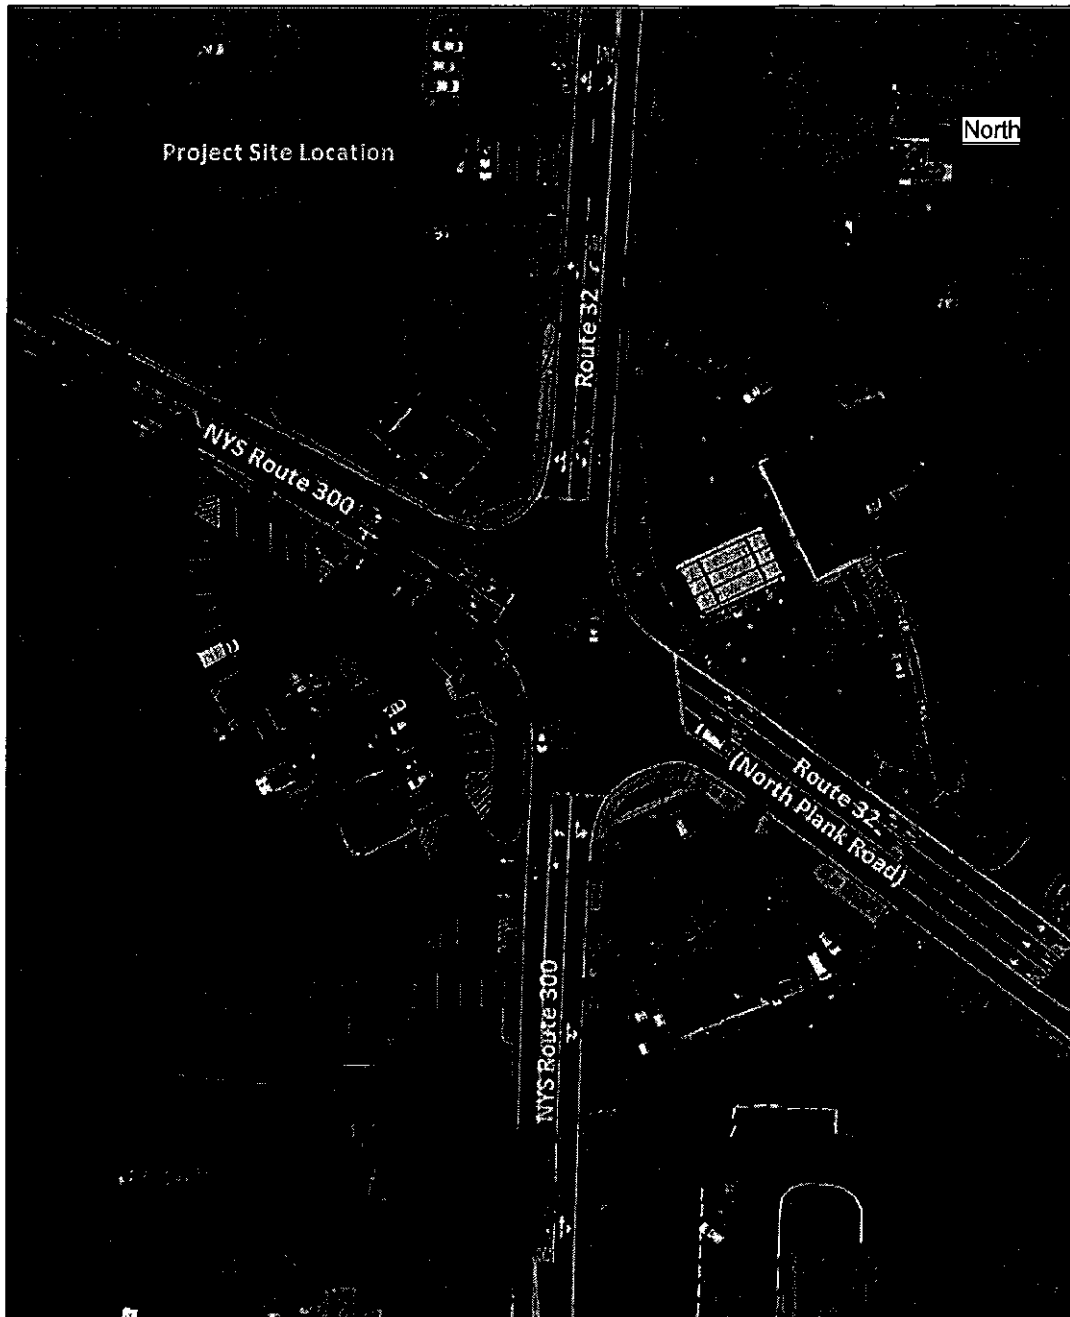 North
Project Site Location
Route 32
NYS Route 300
Route 32
(North Plank Road)
NYS Route 300